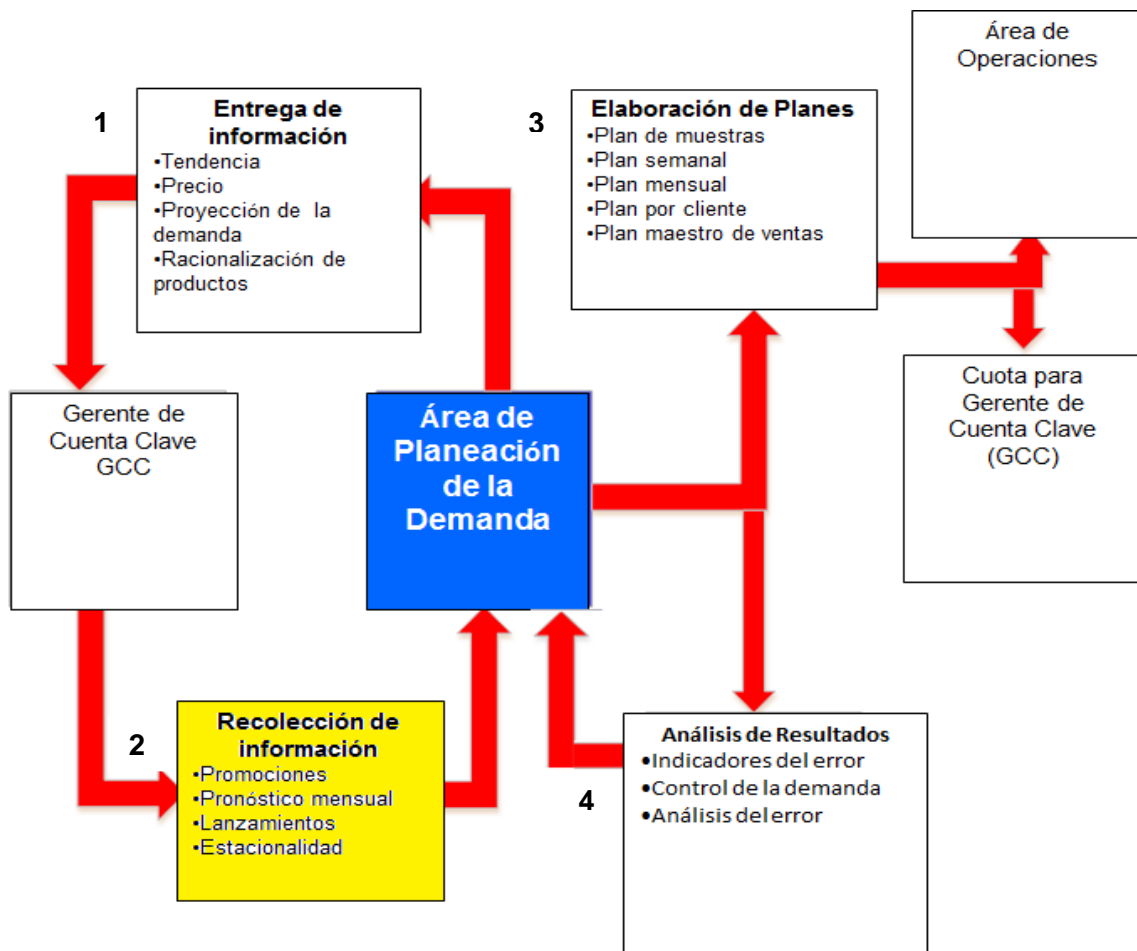 1
Entrega de
información
•Tendencia
•Precio
•Proyección de la
demanda
•Racionalización de
productos
3
Elaboración de Planes
•Plan de muestras
•Plan semanal
•Plan mensual
•Plan por cliente
•Plan maestro de ventas
Área de
Operaciones
Gerente de
Cuenta Clave
GCC
Área de
Planeación
de la
Demanda
Cuota para
Gerente de
Cuenta Clave
(GCC)
2
Recolección de
información
•Promociones
•Pronóstico mensual
•Lanzamientos
•Estacionalidad
4
Análisis de Resultados
•Indicadores del error
•Control de la demanda
•Análisis del error